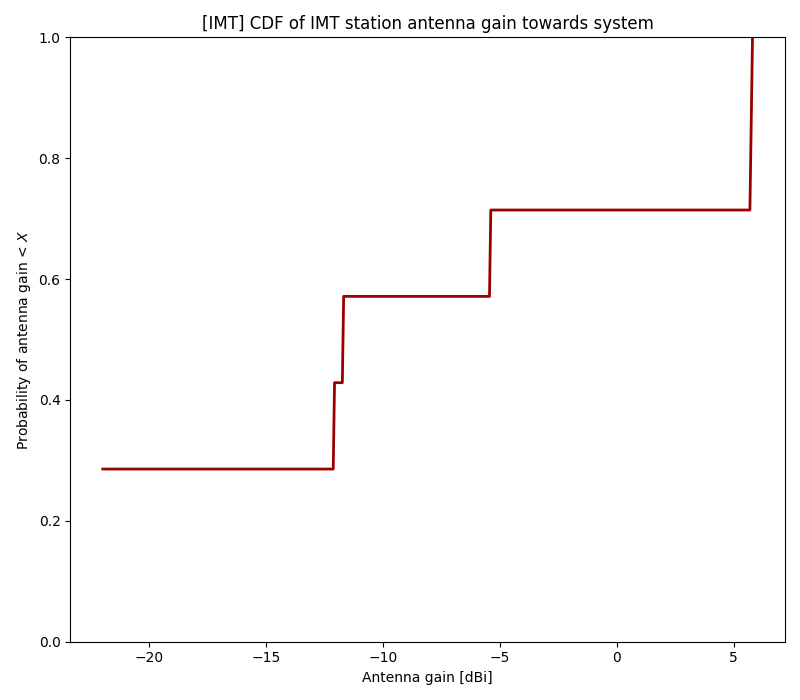 [IMT] CDF of IMT station antenna gain towards system
1.0
0.8
0.6
0.4
0.2
0.0
Probability of antenna gain < X
−20 −15 −10 −5 0 5
Antenna gain [dBi]